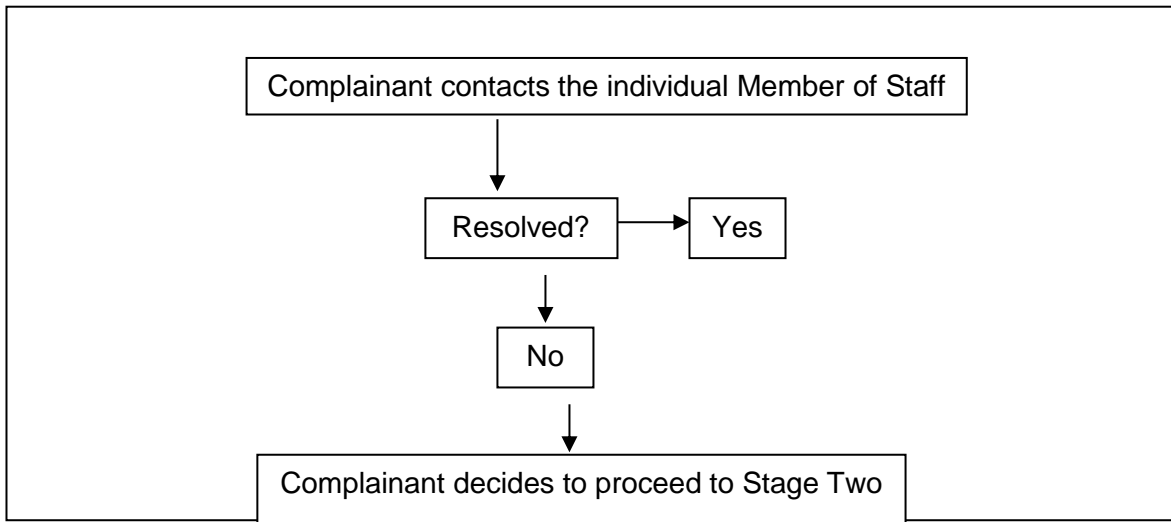 Complainant contacts the individual Member of Staff
Resolved?
Yes
No
Complainant decides to proceed to Stage Two